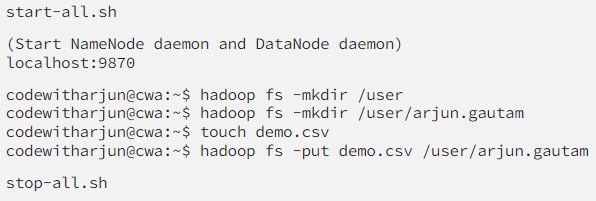 start-all.sh
(Start NameNode daemon and DataNode daemon)
localhost:9870
codewitharjun@cwa:~$ hadoop fs -mkdir /user
codewitharjun@cwa:~$ hadoop fs -mkdir /user/arjun.gautam
codewitharjun@cwa:~$ touch demo.csv
codewitharjun@cwa:~$ hadoop fs -put demo.csv /user/arjun.gautam
stop-all.sh